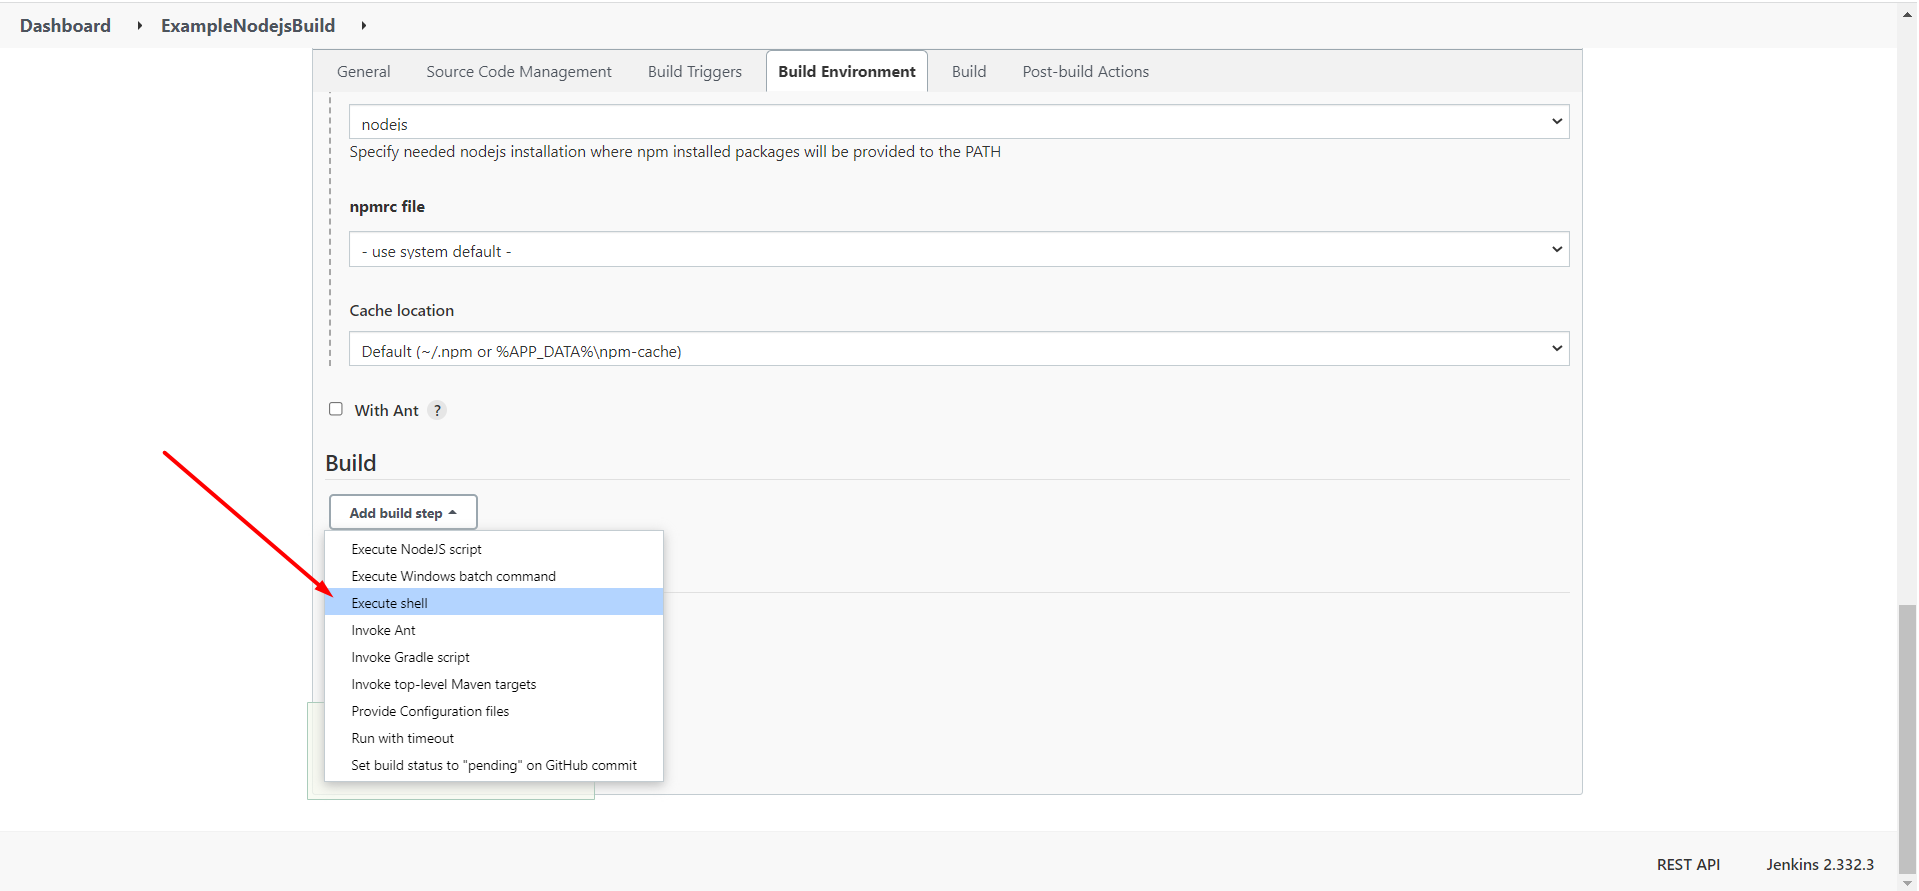 Dashboard ExampleNodejsBuild
General Source Code Management Build Triggers Build Environment Build Post-build Actions
nodejs
Specify needed nodejs installation where npm installed packages will be provided to the PATH
npmrc file
- use system default -
Cache location
Default (~/.npm or %APP_DATA%\npm-cache)
With Ant ?
Build
Add build step
Execute NodeJS script
Execute Windows batch command
Execute shell
Invoke Ant
Invoke Gradle script
Invoke top-level Maven targets
Provide Configuration files
Run with timeout
Set build status to "pending" on GitHub commit
REST API Jenkins 2.332.3